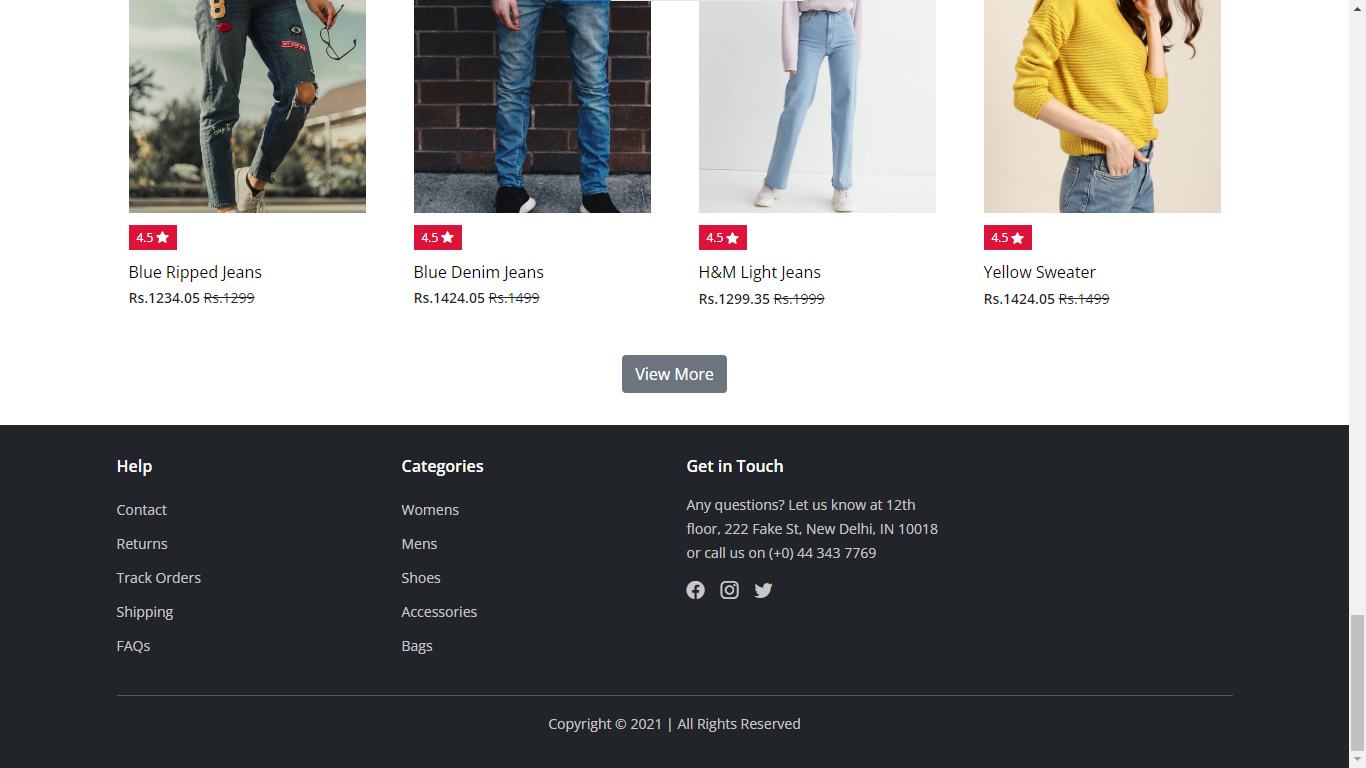 4.5
4.5
4.5
4.5
Blue Ripped Jeans
Blue Denim Jeans
H&M Light Jeans
Yellow Sweater
Rs.1234.05 Rs.1299
Rs.1424.05 Rs.1499
Rs.1299.35 Rs.1999
Rs.1424.05 Rs.1499
View More
Help
Contact
Returns
Track Orders
Shipping
FAQs
Categories
Womens
Mens
Shoes
Accessories
Bags
Get in Touch
Any questions? Let us know at 12th
floor, 222 Fake St, New Delhi, IN 10018
or call us on (+0) 44 343 7769
Copyright © 2021 | All Rights Reserved